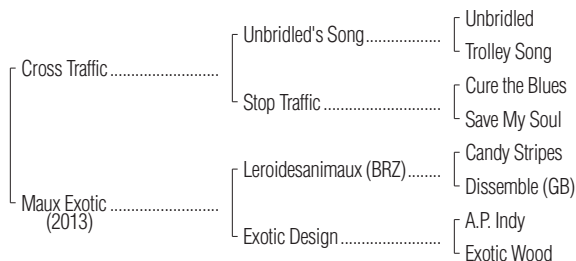 Unbridled
Unbridled's Song
Trolley Song
Cross Traffic
Cure the Blues
Stop Traffic
Save My Soul
Candy Stripes
Leroidesanimaux (BRZ)
Dissemble (GB)
Maux Exotic
(2013)
A.P. Indy
Exotic Design
Exotic Wood